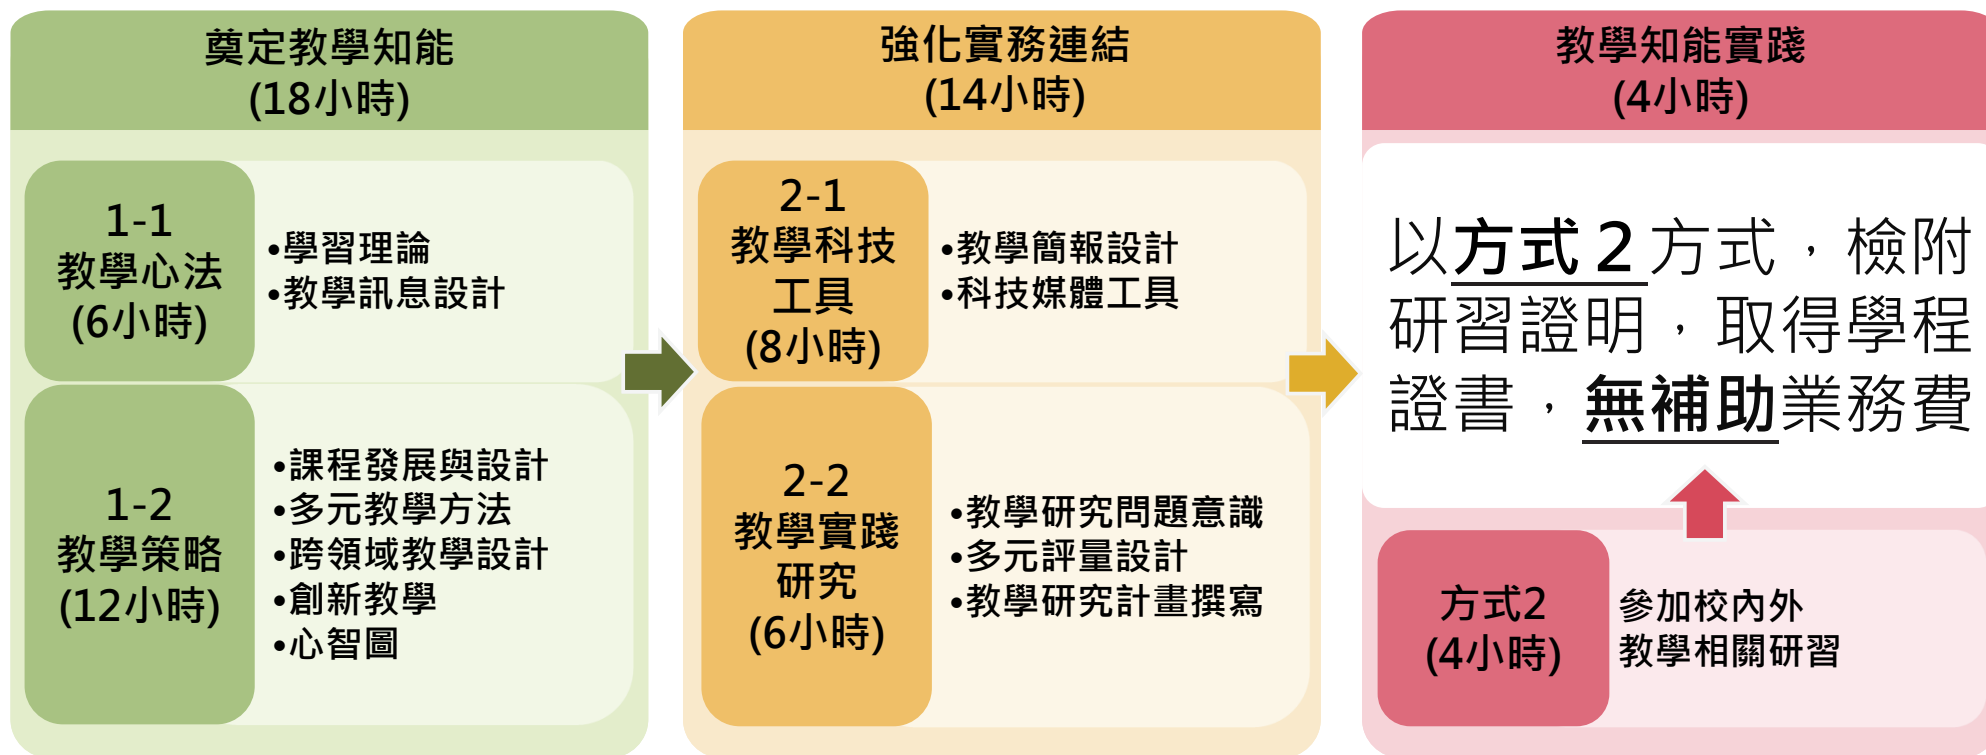 奠定教學知能
(18小時)
1-1
教學心法
(6小時)
•學習理論
•教學訊息設計
1-2
教學策略
(12小時)
•課程發展與設計
•多元教學方法
•跨領域教學設計
•創新教學
•心智圖
強化實務連結
(14小時)
2-1
教學科技
工具
(8小時)
•教學簡報設計
•科技媒體工具
2-2
教學實踐
研究
(6小時)
•教學研究問題意識
•多元評量設計
•教學研究計畫撰寫
教學知能實踐
(4小時)
以方式2方式，檢附
研習證明，取得學程
證書，無補助業務費
方式2
(4小時)
參加校內外
教學相關研習